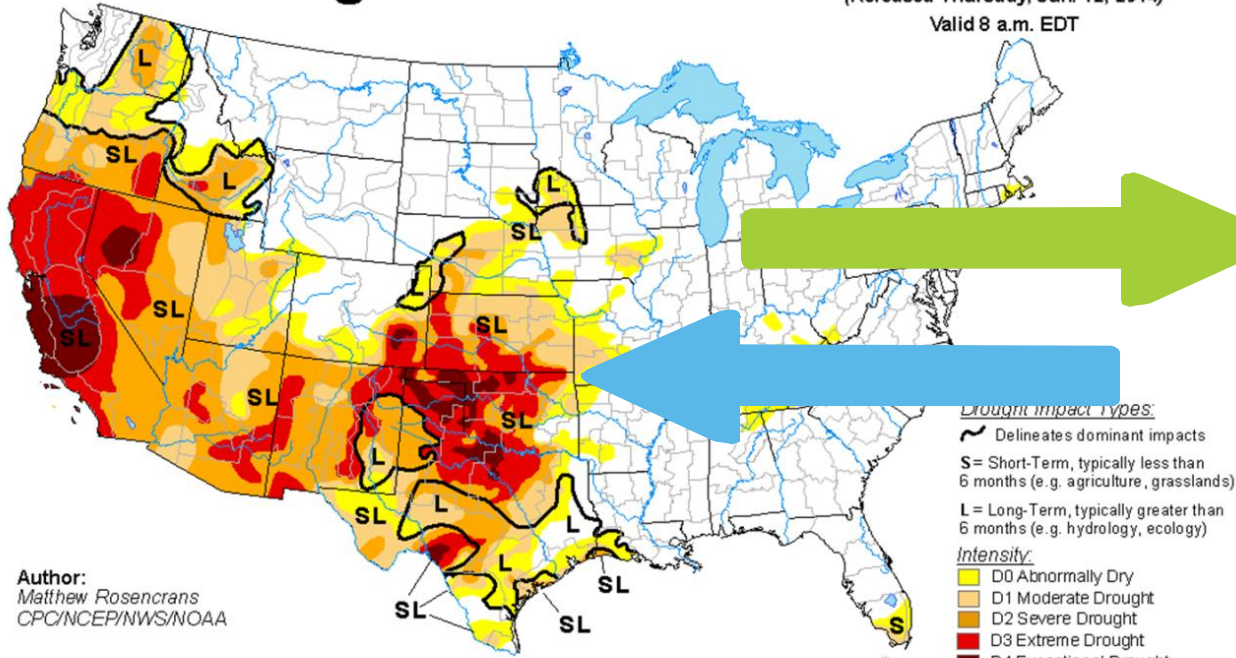 Valid 8 a.m. EDT
L
SL
L
L
SL
SL
SL
SL
SL
SL
L
SL
L
L
L
SL
SL
SL
S
Author:
Matthew Rosencrans
CPC/NCEP/NWS/NOAA
Drought Impact Types:
Delineates dominant impacts
S = Short-Term, typically less than
6 months (e.g. agriculture, grasslands)
L = Long-Term, typically greater than
6 months (e.g. hydrology, ecology)
Intensity:
D0 Abnormally Dry
D1 Moderate Drought
D2 Severe Drought
D3 Extreme Drought